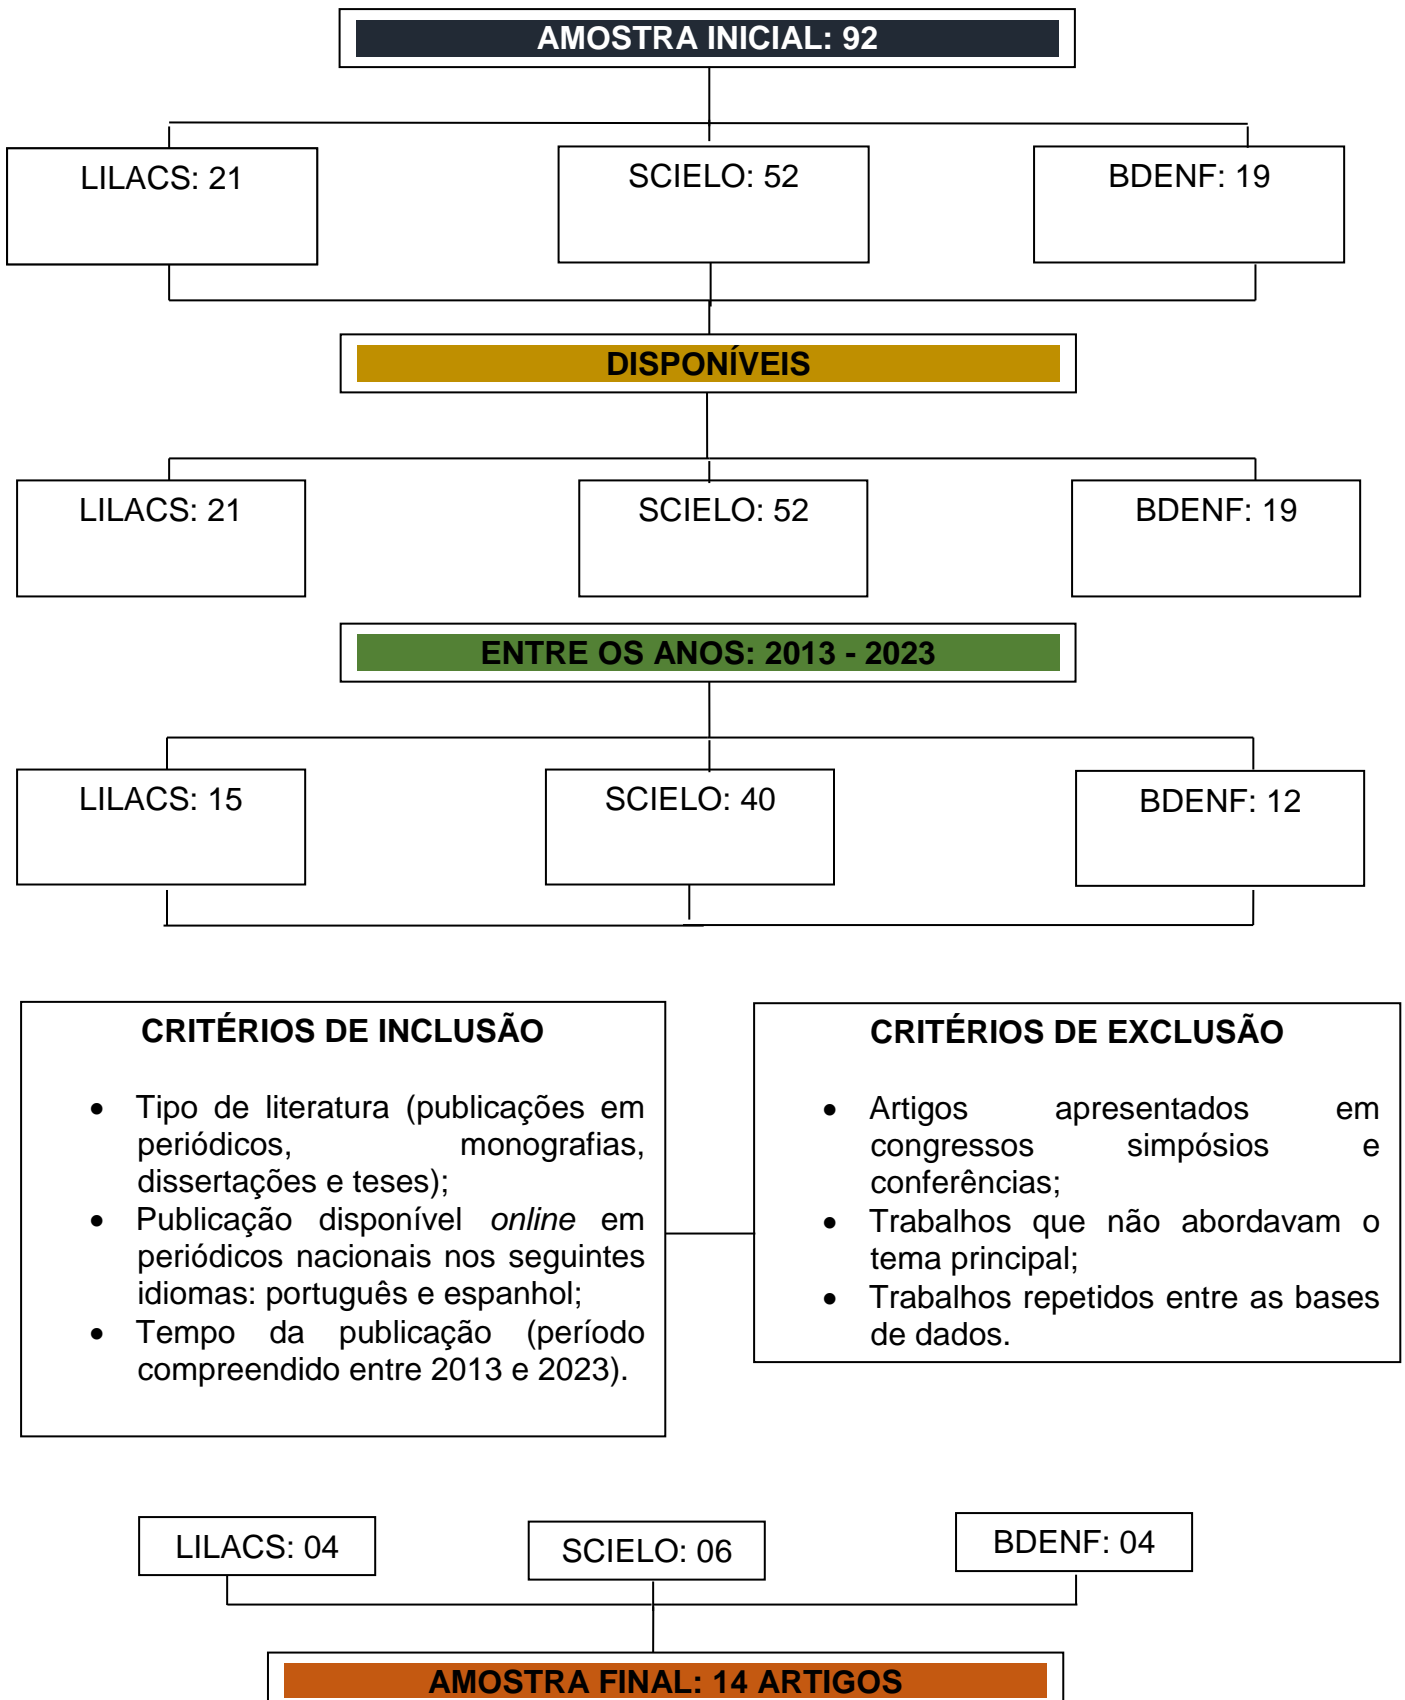 AMOSTRA INICIAL: 92
LILACS: 21
SCIELO: 52
BDENF: 19
DISPONÍVEIS
LILACS: 21
SCIELO: 52
BDENF: 19
ENTRE OS ANOS: 2013 - 2023
LILACS: 15
SCIELO: 40
BDENF: 12
CRITÉRIOS DE INCLUSÃO
• Tipo de literatura (publicações em
periódicos, monografias,
dissertações e teses);
• Publicação disponível online em
periódicos nacionais nos seguintes
idiomas: português e espanhol;
• Tempo da publicação (período
compreendido entre 2013 e 2023).
CRITÉRIOS DE EXCLUSÃO
• Artigos apresentados em
congressos simpósios e
conferências;
• Trabalhos que não abordavam o
tema principal;
• Trabalhos repetidos entre as bases
de dados.
LILACS: 04
SCIELO: 06
BDENF: 04
AMOSTRA FINAL: 14 ARTIGOS